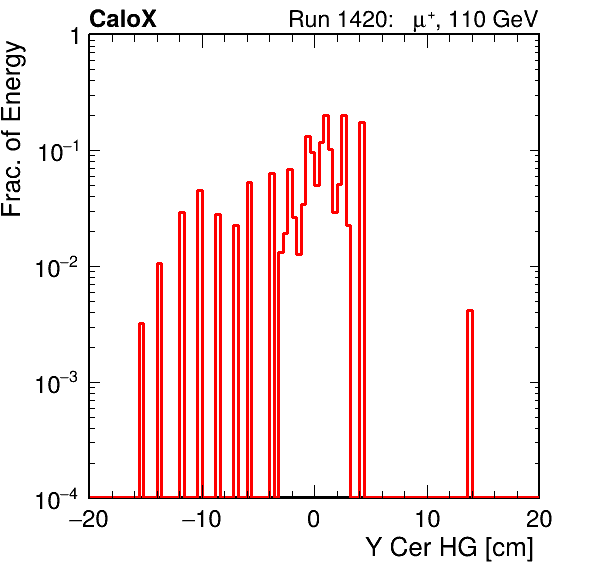 CaloX Run 1420: μ⁺, 110 GeV
Frac. of Energy
1
10⁻¹
10⁻²
10⁻³
10⁻⁴
−20 −10 0 10 20
Y Cer HG [cm]